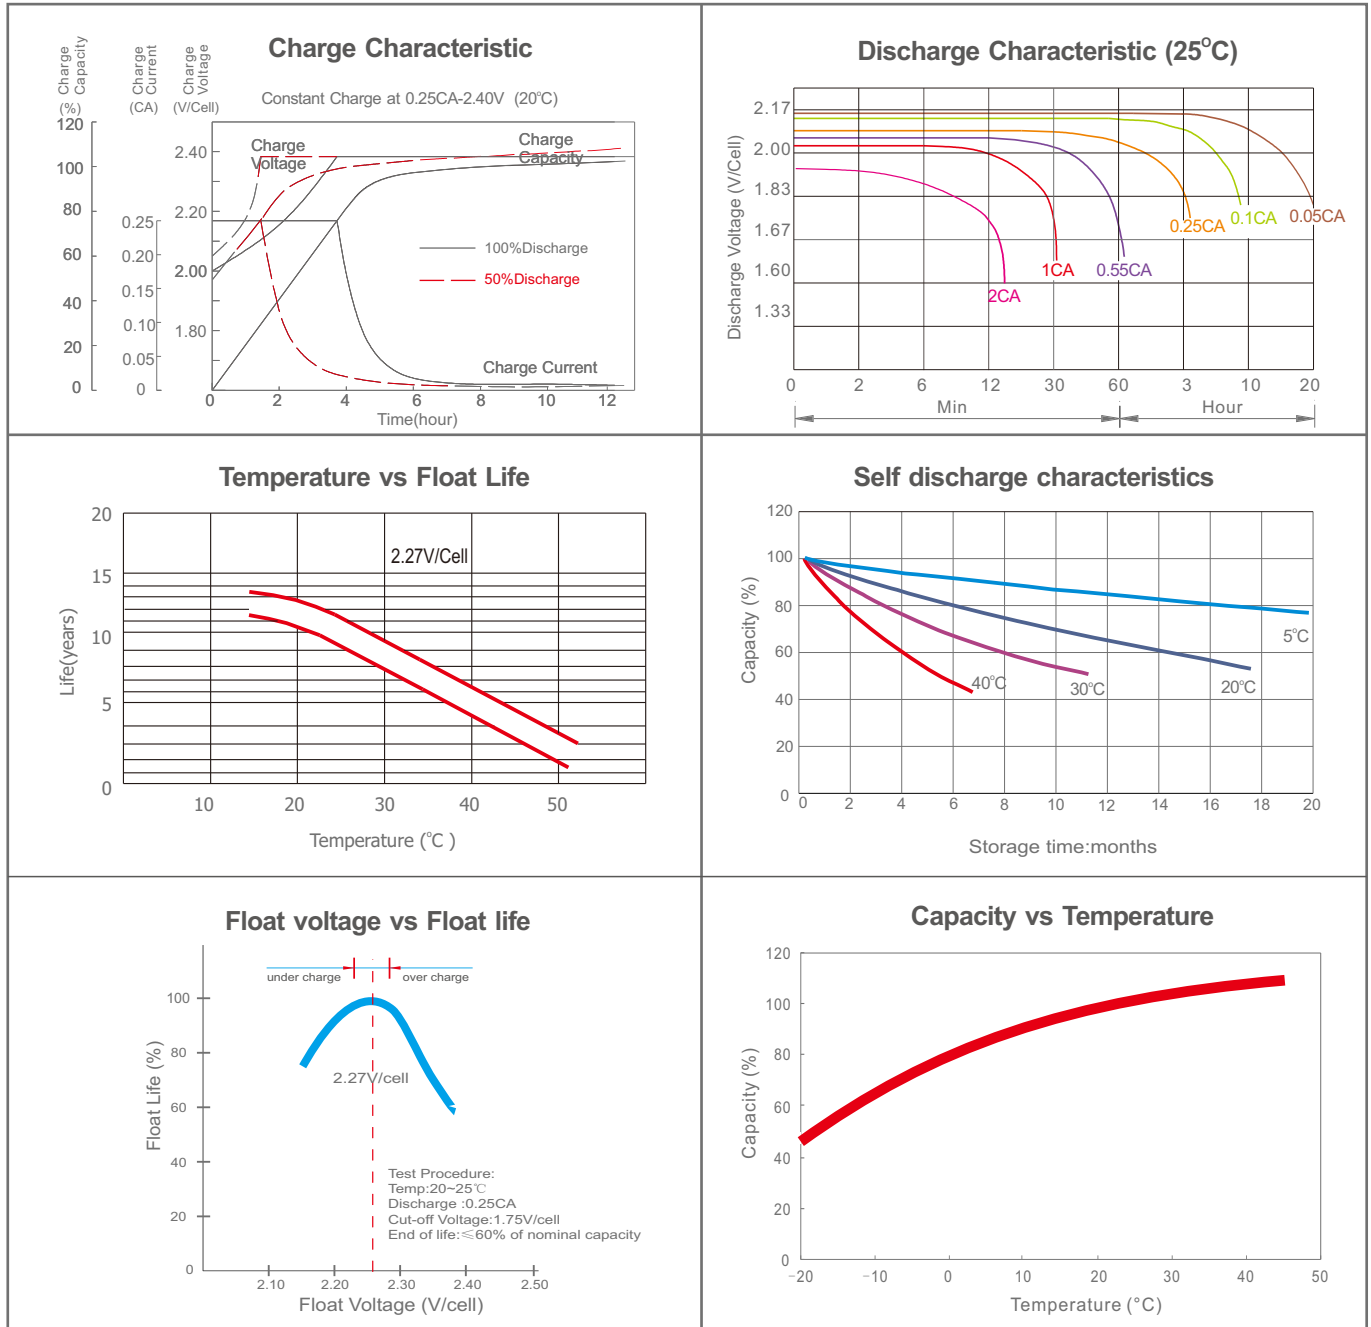 Charge Characteristic
Charge
Capacity
(%)
Charge
Current
(CA)
Charge
Voltage
(V/Cell)
Constant Charge at 0.25CA-2.40V (20°C)
120
100
80
60
40
20
0
0.25
0.20
0.15
0.10
0.05
0
2.40
2.20
2.00
1.80
Charge
Voltage
Charge
Capacity
100%Discharge
50%Discharge
Charge Current
0 2 4 6 8 10 12
Time(hour)
Discharge Characteristic (25°C)
Discharge Voltage (V/Cell)
2.17
2.00
1.83
1.67
1.60
1.33
2CA
1CA
0.55CA
0.25CA
0.1CA
0.05CA
0 2 6 12 30 60 3 10 20
Min Hour
Temperature vs Float Life
Life(years)
20
15
10
5
0
2.27V/Cell
10 20 30 40 50
Temperature (°C )
Self discharge characteristics
Capacity (%)
120
100
80
60
40
20
0
5°C
40°C
30°C
20°C
0 2 4 6 8 10 12 14 16 18 20
Storage time:months
Float voltage vs Float life
under charge
over charge
Float Life (%)
100
80
60
40
20
0
2.27V/cell
Test Procedure:
Temp:20~25℃
Discharge :0.25CA
Cut-off Voltage:1.75V/cell
End of life:≤60% of nominal capacity
2.10 2.20 2.30 2.40 2.50
Float Voltage (V/cell)
Capacity vs Temperature
Capacity (%)
120
100
80
60
40
20
0
-20 -10 0 10 20 30 40 50
Temperature (°C)